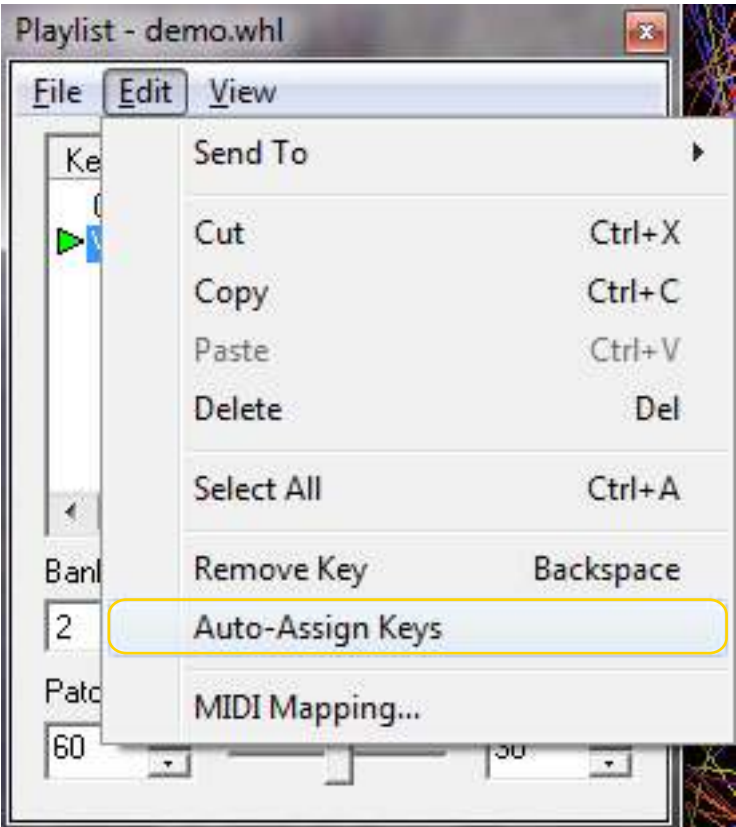 Playlist - demo.whl
File Edit View
Send To
Cut Ctrl+X
Copy Ctrl+C
Paste Ctrl+V
Delete Del
Select All Ctrl+A
Remove Key Backspace
Auto-Assign Keys
2
MIDI Mapping...
60